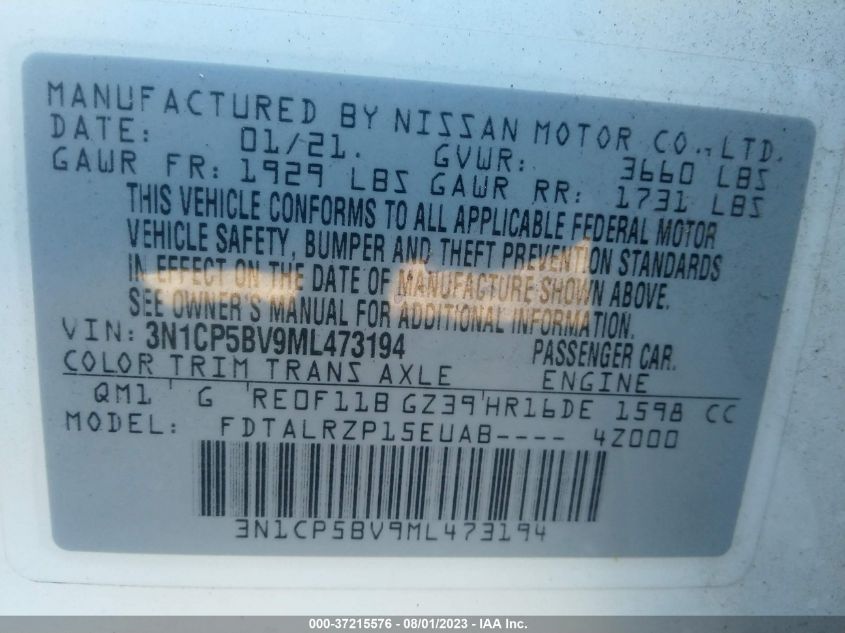 MANUFACTURED BY NISSAN MOTOR CO., LTD.
DATE: 01/21. GVWR: 3660 LBS
GAWR FR: 1929 LBS GAWR RR: 1731 LBS
THIS VEHICLE CONFORMS TO ALL APPLICABLE FEDERAL MOTOR
VEHICLE SAFETY, BUMPER AND THEFT PREVENTION STANDARDS
IN EFFECT ON THE DATE OF MANUFACTURE SHOWN ABOVE.
SEE OWNER'S MANUAL FOR ADDITIONAL INFORMATION.
VIN: 3N1CP5BV9ML473194 PASSENGER CAR.
COLOR TRIM TRANS AXLE ENGINE
QM1 G RE0F11B GZ39 HR16DE 1598 CC
MODEL: FDTALRZP15EUAB---- 4Z000
3N1CP5BV9ML473194
000-37215576 - 08/01/2023 - IAA Inc.